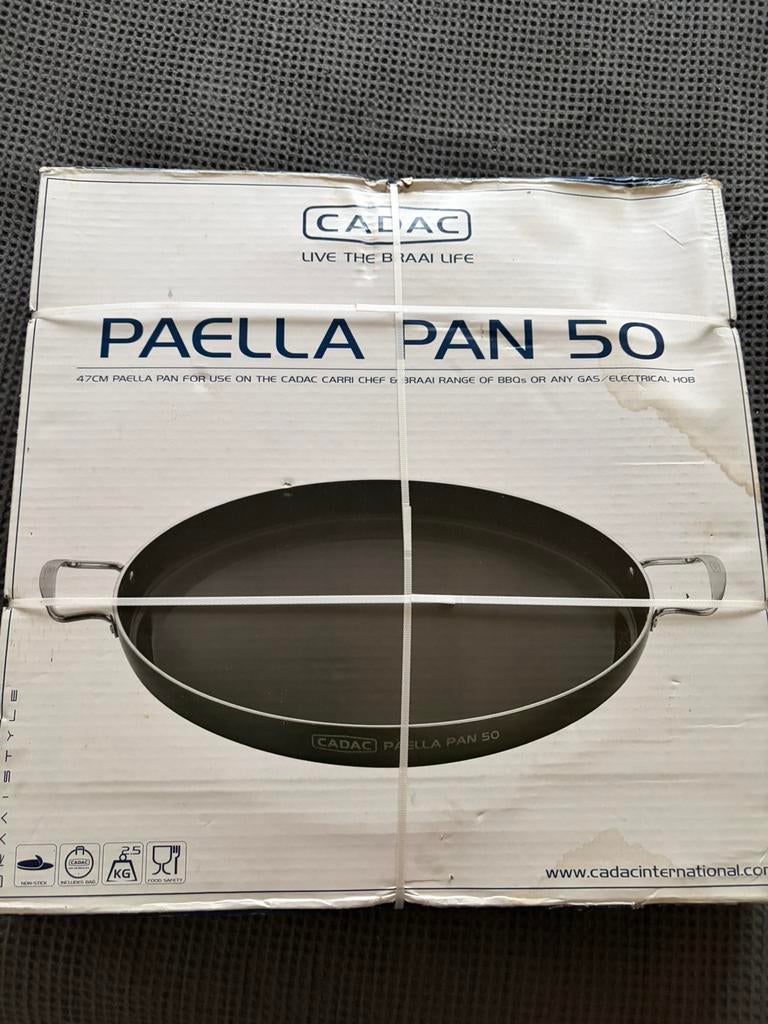 CADAC
LIVE THE BRAAI LIFE
PAELLA PAN 50
47CM PAELLA PAN FOR USE ON THE CADAC CARRI CHEF & BRAAI RANGE OF BBQs OR ANY GAS/ELECTRICAL HOB
CADAC PAELLA PAN 50
NON-STICK
CADAC
INCLUDES BAG
2.5
KG
FOOD SAFETY
www.cadacinternational.com